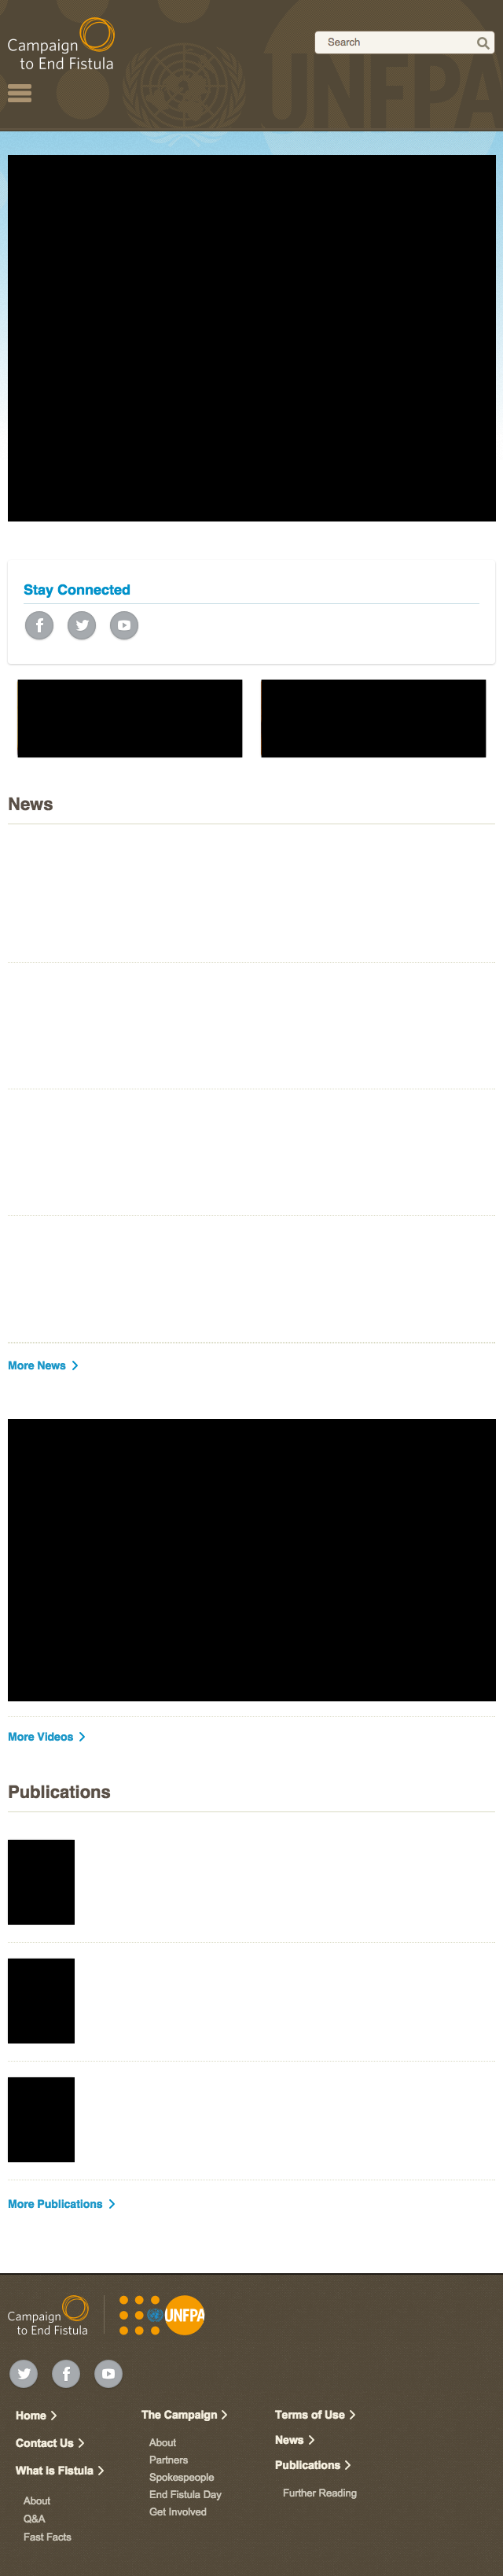 Campaign
to End Fistula
Search
UNFPA
Stay Connected
News
More News
More Videos
Publications
More Publications
Campaign
to End Fistula
UNFPA
Home
Contact Us
What is Fistula
About
Q&A
Fast Facts
The Campaign
About
Partners
Spokespeople
End Fistula Day
Get Involved
Terms of Use
News
Publications
Further Reading